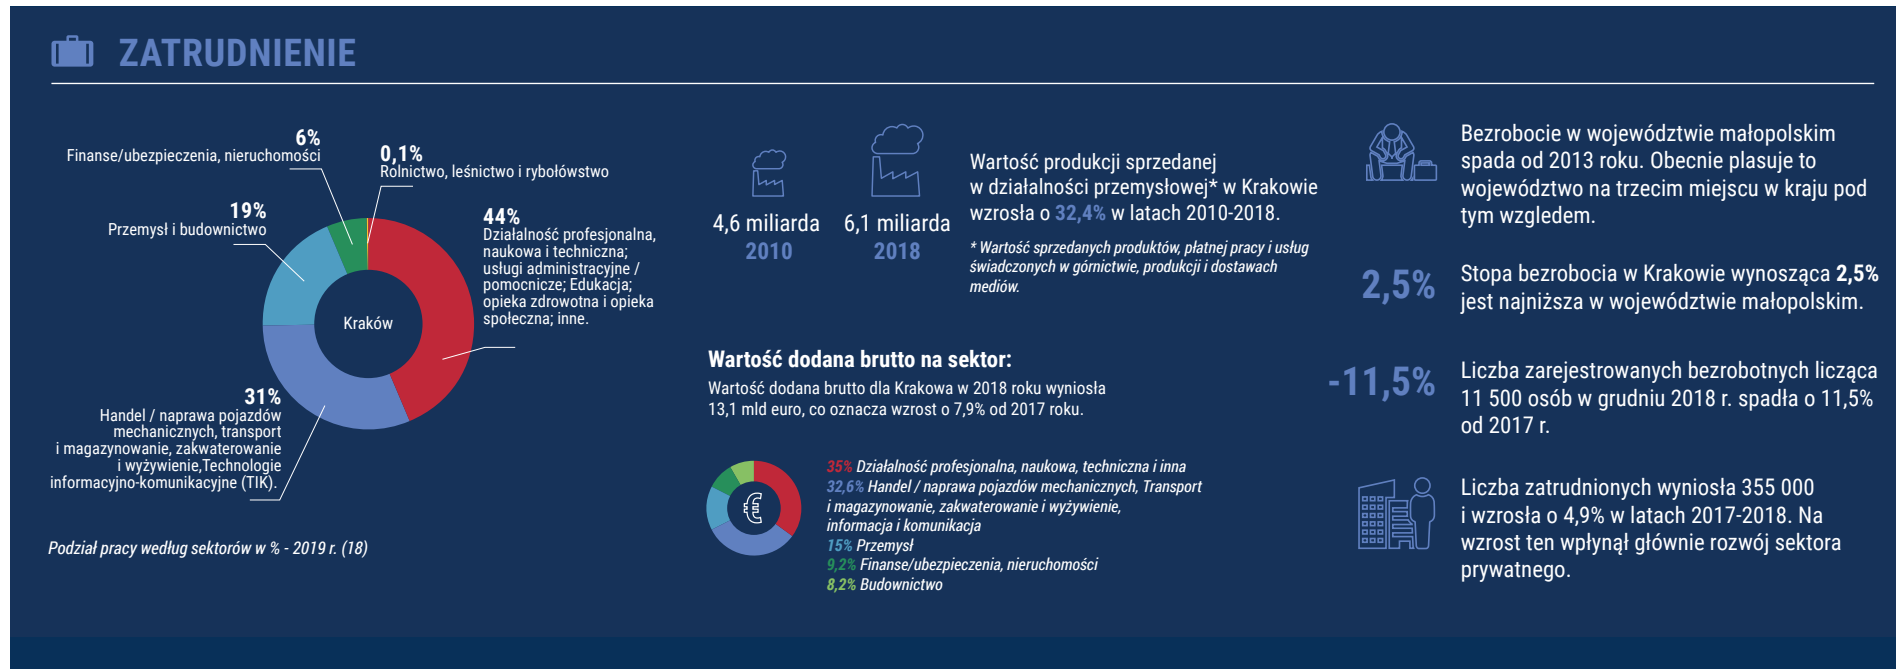 ZATRUDNIENIE
6%
Finanse/ubezpieczenia, nieruchomości
0,1%
Rolnictwo, leśnictwo i rybołówstwo
19%
Przemysł i budownictwo
44%
Działalność profesjonalna,
naukowa i techniczna;
usługi administracyjne /
pomocnicze; Edukacja;
opieka zdrowotna i opieka
społeczna; inne.
Kraków
31%
Handel / naprawa pojazdów
mechanicznych, transport
i magazynowanie, zakwaterowanie
i wyżywienie,Technologie
informacyjno-komunikacyjne (TIK).
Podział pracy według sektorów w % - 2019 r. (18)
4,6 miliarda
2010
6,1 miliarda
2018
Wartość produkcji sprzedanej
w działalności przemysłowej* w Krakowie
wzrosła o 32,4% w latach 2010-2018.
* Wartość sprzedanych produktów, płatnej pracy i usług
świadczonych w górnictwie, produkcji i dostawach
mediów.
Wartość dodana brutto na sektor:
Wartość dodana brutto dla Krakowa w 2018 roku wyniosła
13,1 mld euro, co oznacza wzrost o 7,9% od 2017 roku.
€
35% Działalność profesjonalna, naukowa, techniczna i inna
32,6% Handel / naprawa pojazdów mechanicznych, Transport
i magazynowanie, zakwaterowanie i wyżywienie,
informacja i komunikacja
15% Przemysł
9,2% Finanse/ubezpieczenia, nieruchomości
8,2% Budownictwo
Bezrobocie w województwie małopolskim
spada od 2013 roku. Obecnie plasuje to
województwo na trzecim miejscu w kraju pod
tym wzgledem.
2,5%
Stopa bezrobocia w Krakowie wynosząca 2,5%
jest najniższa w województwie małopolskim.
-11,5%
Liczba zarejestrowanych bezrobotnych licząca
11 500 osób w grudniu 2018 r. spadła o 11,5%
od 2017 r.
Liczba zatrudnionych wyniosła 355 000
i wzrosła o 4,9% w latach 2017-2018. Na
wzrost ten wpłynął głównie rozwój sektora
prywatnego.